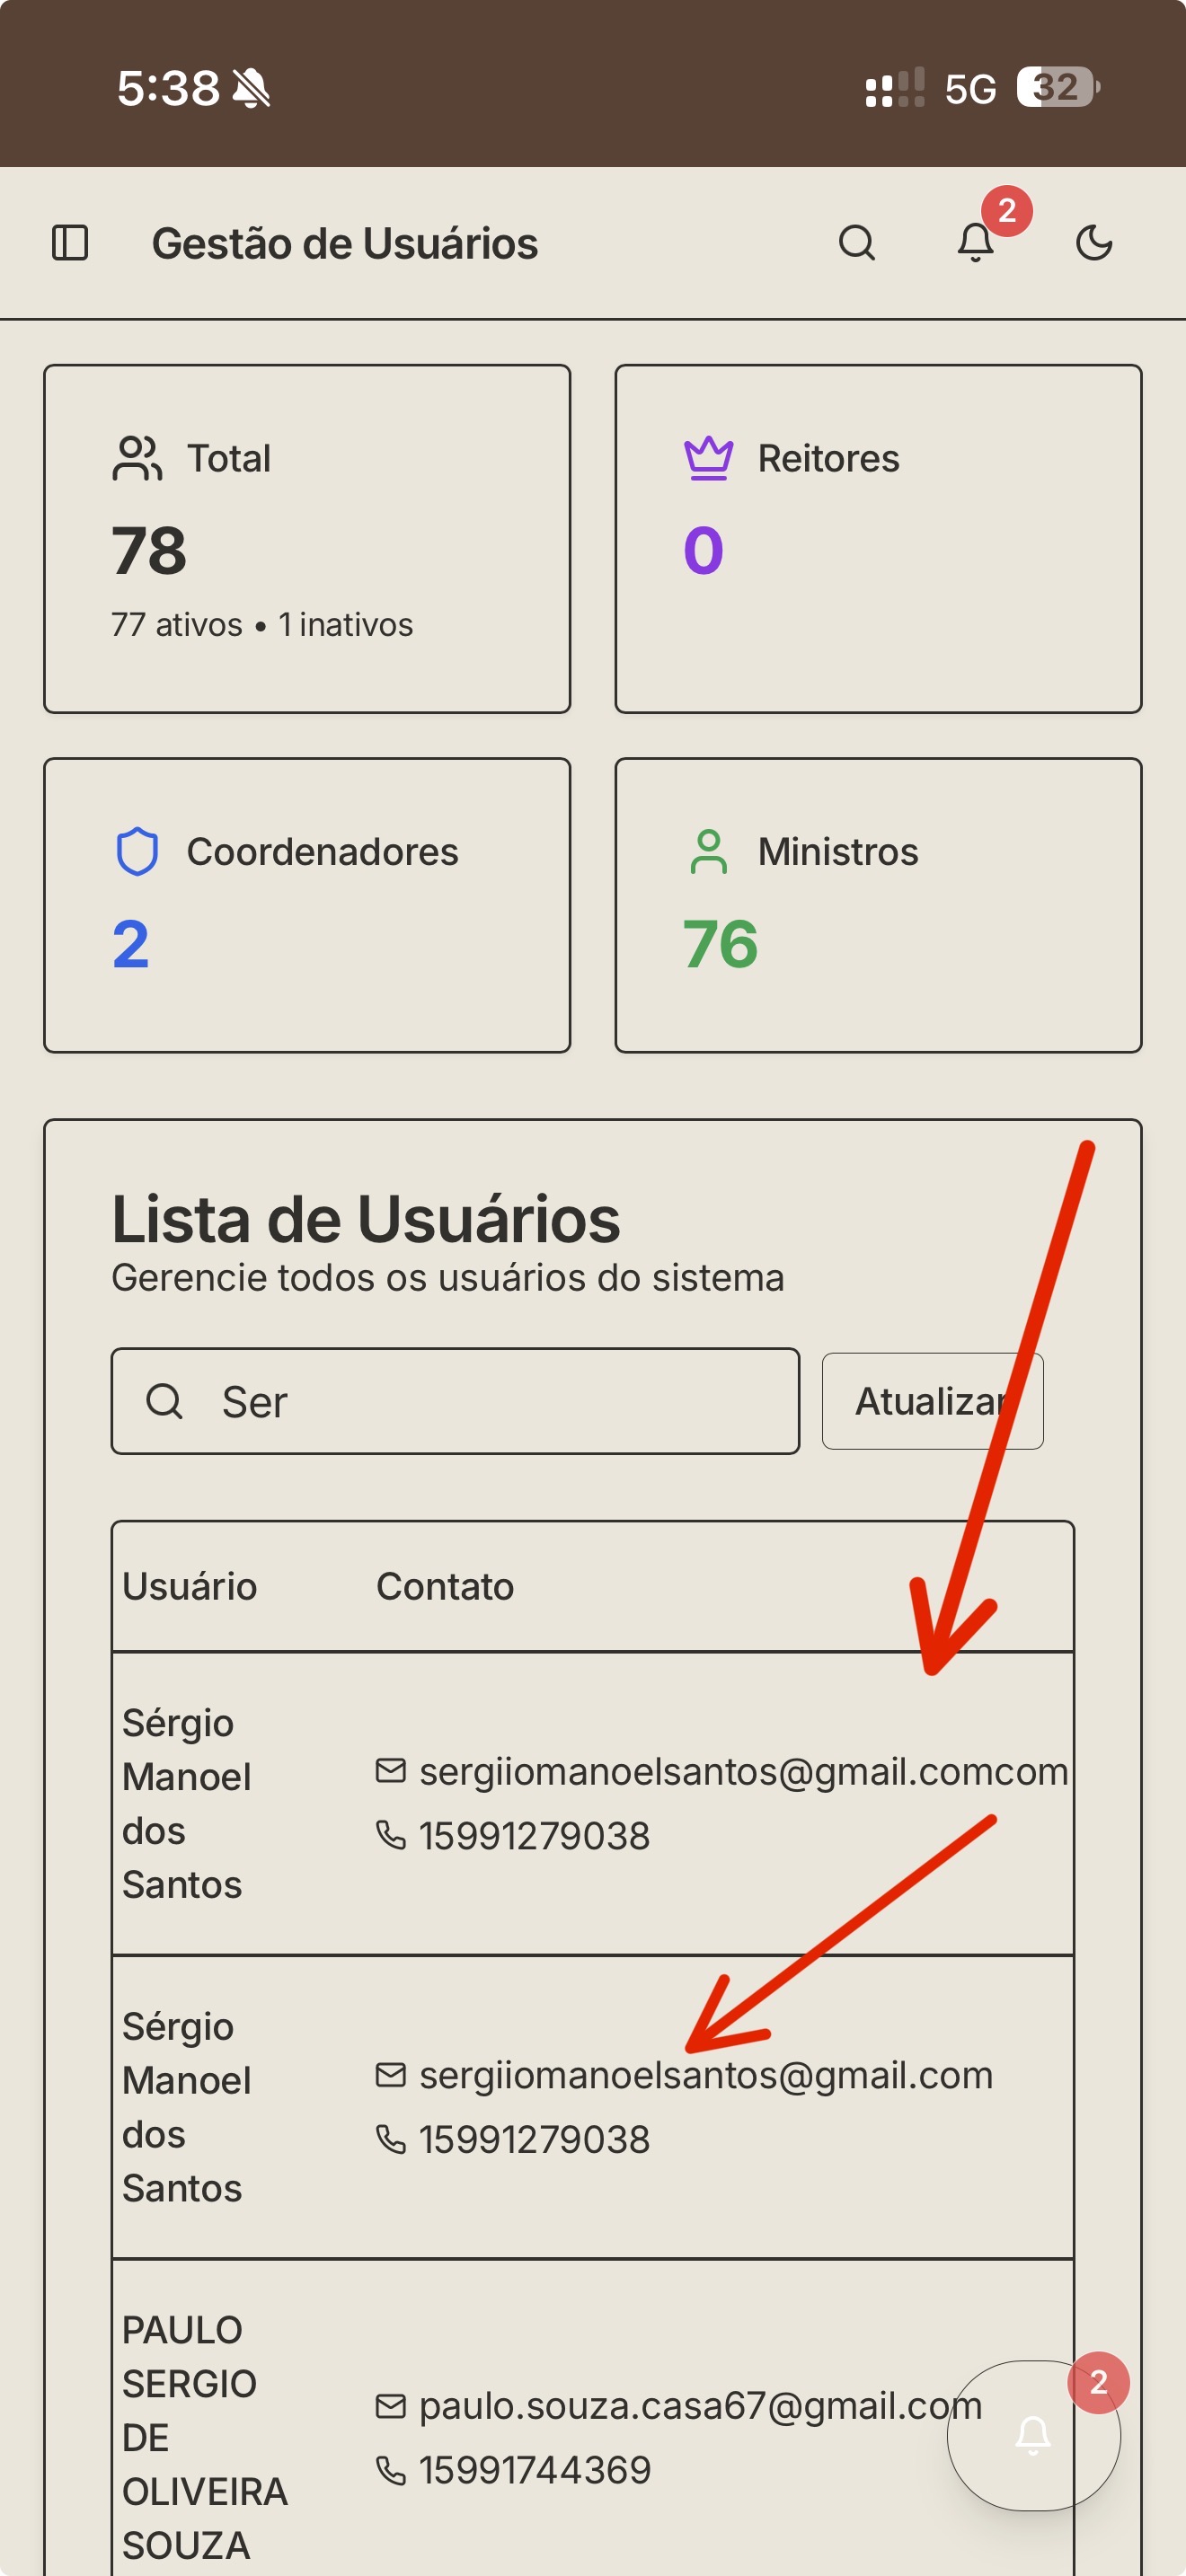 5:38
5G
32
Gestão de Usuários
2
Total
78
77 ativos • 1 inativos
Reitores
0
Coordenadores
2
Ministros
76
Lista de Usuários
Gerencie todos os usuários do sistema
Ser
Atualizar
Usuário
Contato
Sérgio
Manoel
dos
Santos
sergiiomanoelsantos@gmail.comcom
15991279038
Sérgio
Manoel
dos
Santos
sergiiomanoelsantos@gmail.com
15991279038
PAULO
SERGIO
DE
OLIVEIRA
SOUZA
paulo.souza.casa67@gmail.com
15991744369
2